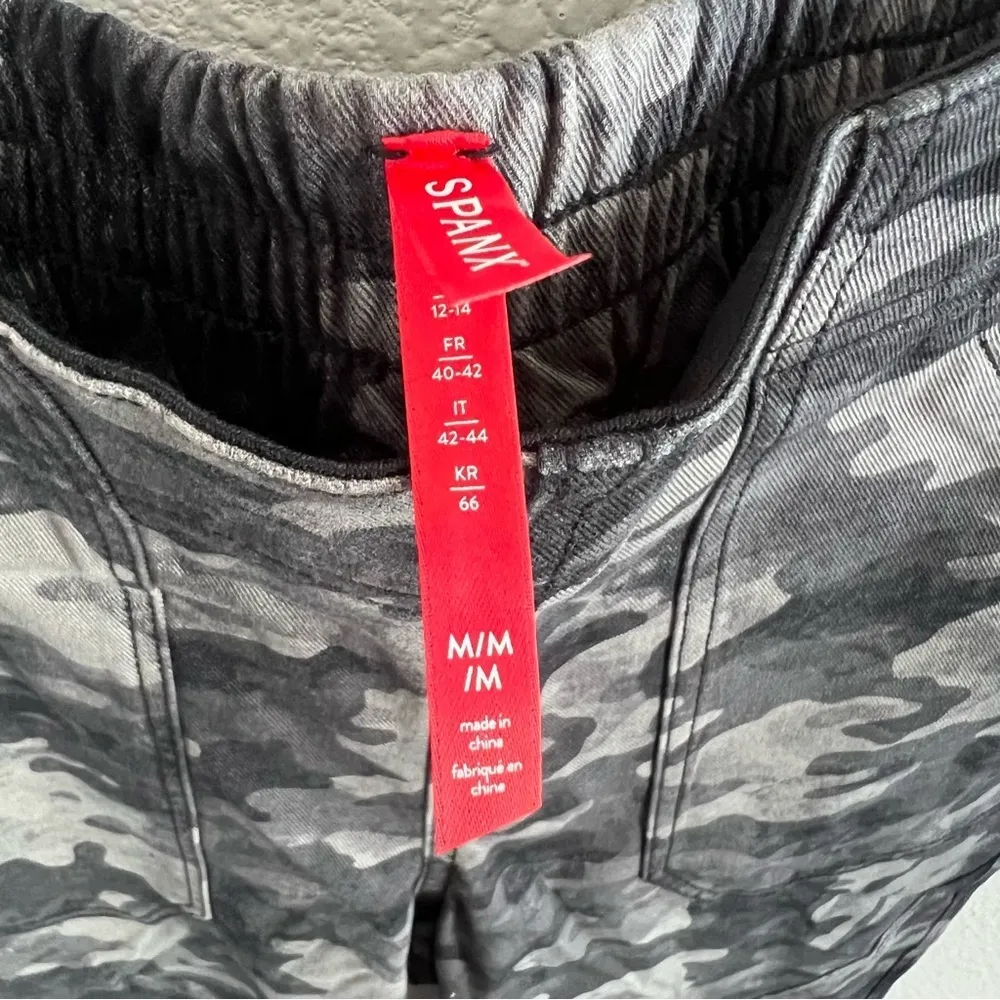 SPANX
12-14
FR
40-42
IT
42-44
KR
66
M/M
/M
made in
china
fabriqué en
chine